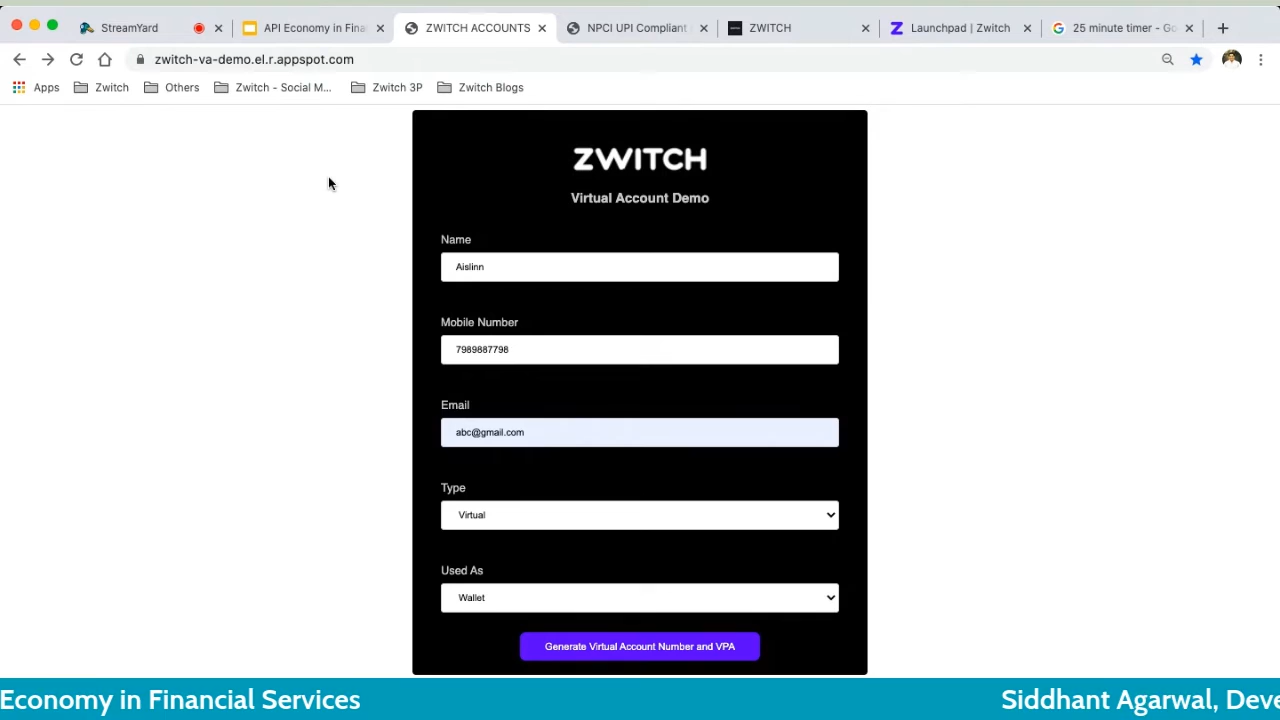 StreamYard
API Economy in Fina
ZWITCH ACCOUNTS
NPCI UPI Compliant
ZWITCH
Launchpad | Zwitch
25 minute timer - Go
zwitch-va-demo.el.r.appspot.com
Apps
Zwitch
Others
Zwitch - Social M...
Zwitch 3P
Zwitch Blogs
ZWITCH
Virtual Account Demo
Name
Aislinn
Mobile Number
7989887798
Email
abc@gmail.com
Type
Virtual
Used As
Wallet
Generate Virtual Account Number and VPA
Economy in Financial Services
Siddhant Agarwal, Deve